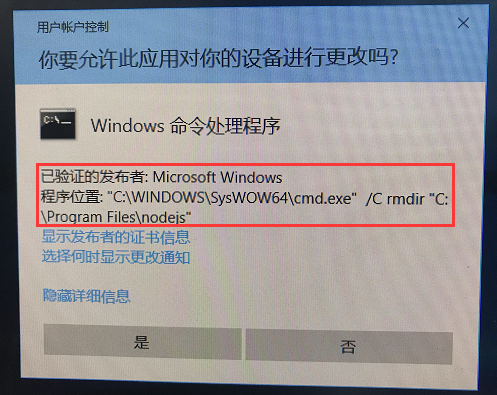 用户帐户控制
你要允许此应用对你的设备进行更改吗?
C:\_
Windows 命令处理程序
已验证的发布者: Microsoft Windows
程序位置: "C:\WINDOWS\SysWOW64\cmd.exe" /C rmdir "C:
\Program Files\nodejs"
显示发布者的证书信息
选择何时显示更改通知
隐藏详细信息
是
否